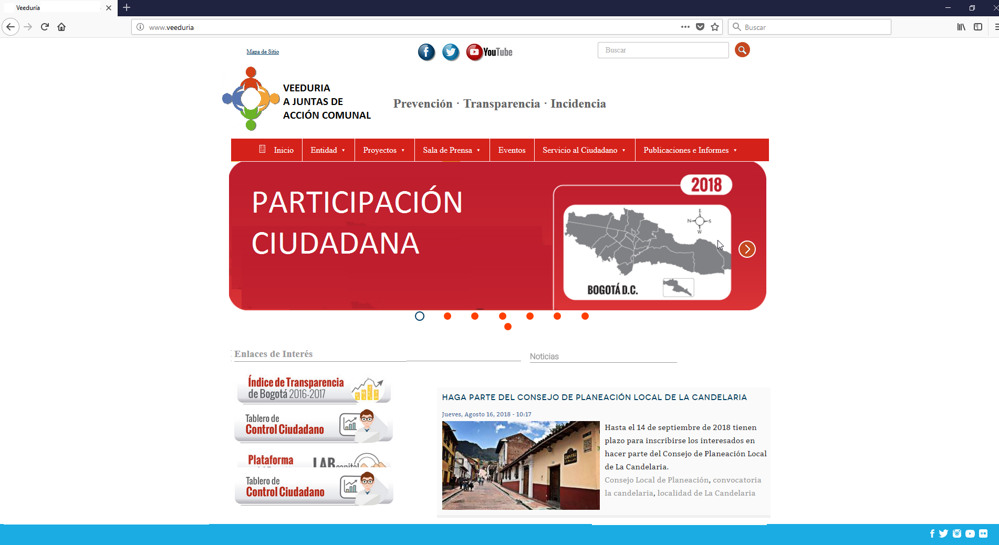 Veeduría
www.veeduria
Buscar
Mapa de Sitio
YouTube
Buscar
VEEDURIA
A JUNTAS DE
ACCIÓN COMUNAL
Prevención · Transparencia · Incidencia
Inicio
Entidad
Proyectos
Sala de Prensa
Eventos
Servicio al Ciudadano
Publicaciones e Informes
PARTICIPACIÓN
CIUDADANA
2018
E
N S
W
BOGOTÁ D.C.
Enlaces de Interés
Noticias
Índice de Transparencia
de Bogotá 2016-2017
Tablero de
Control Ciudadano
Plataforma
LABcapital
Tablero de
Control Ciudadano
HAGA PARTE DEL CONSEJO DE PLANEACIÓN LOCAL DE LA CANDELARIA
Jueves, Agosto 16, 2018 - 10:17
CAPITAL
Hasta el 14 de septiembre de 2018 tienen
plazo para inscribirse los interesados en
hacer parte del Consejo de Planeación Local
de La Candelaria.
Consejo Local de Planeación, convocatoria
la candelaria, localidad de La Candelaria